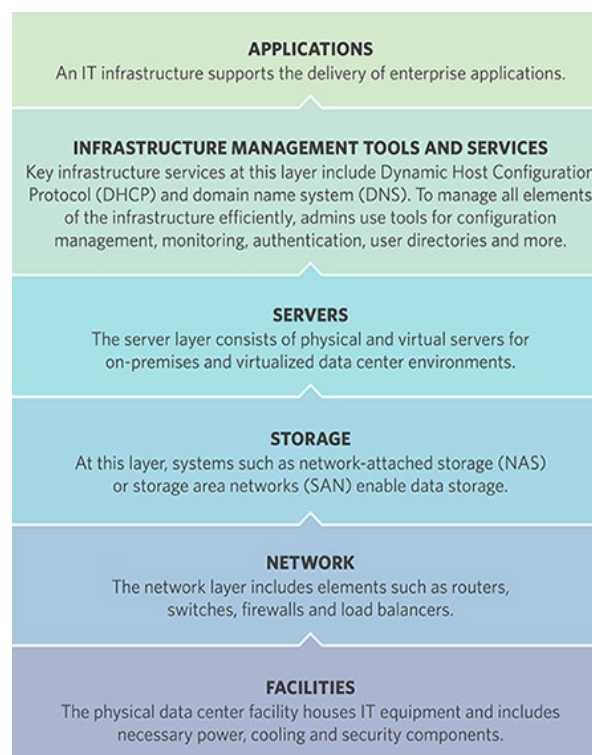 APPLICATIONS
An IT infrastructure supports the delivery of enterprise applications.
INFRASTRUCTURE MANAGEMENT TOOLS AND SERVICES
Key infrastructure services at this layer include Dynamic Host Configuration
Protocol (DHCP) and domain name system (DNS). To manage all elements
of the infrastructure efficiently, admins use tools for configuration
management, monitoring, authentication, user directories and more.
SERVERS
The server layer consists of physical and virtual servers for
on-premises and virtualized data center environments.
STORAGE
At this layer, systems such as network-attached storage (NAS)
or storage area networks (SAN) enable data storage.
NETWORK
The network layer includes elements such as routers,
switches, firewalls and load balancers.
FACILITIES
The physical data center facility houses IT equipment and includes
necessary power, cooling and security components.